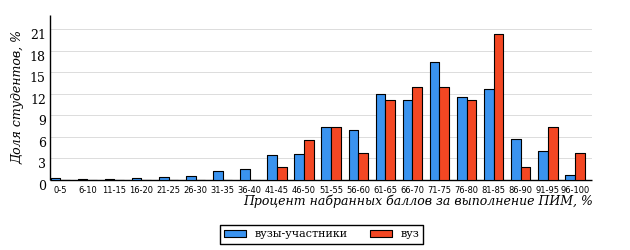 Доля студентов, %
21
18
15
12
9
6
3
0
0-5 6-10 11-15 16-20 21-25 26-30 31-35 36-40 41-45 46-50 51-55 56-60 61-65 66-70 71-75 76-80 81-85 86-90 91-95 96-100
Процент набранных баллов за выполнение ПИМ, %
вузы-участники вуз